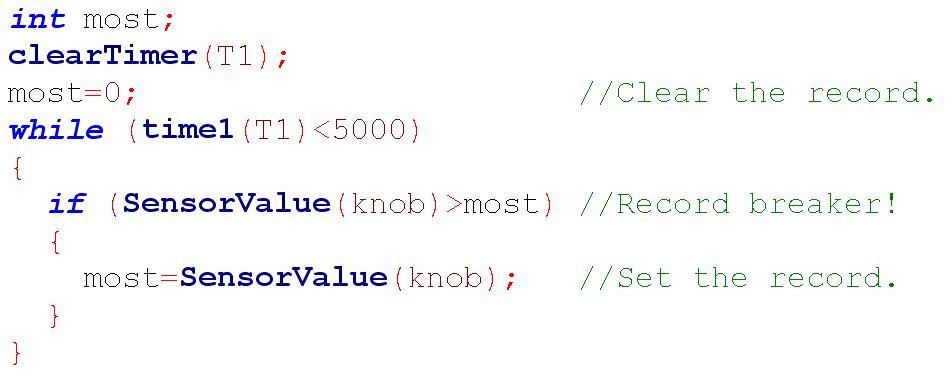 int most;
clearTimer(T1);
most=0;                       //Clear the record.
while (time1(T1)<5000)
{
  if (SensorValue(knob)>most) //Record breaker!
  {
    most=SensorValue(knob);   //Set the record.
  }
}